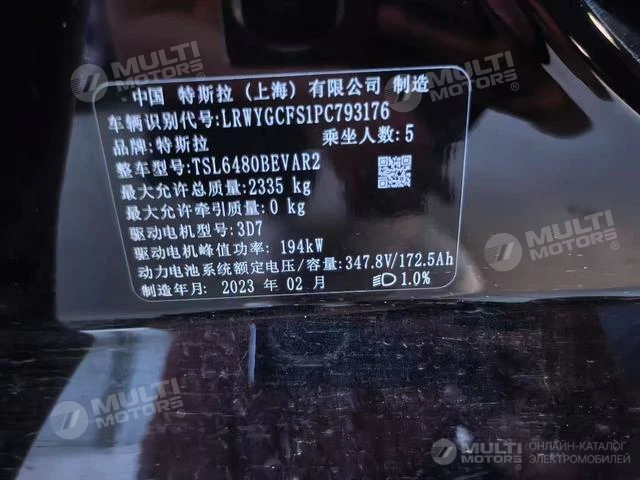 中国 特斯拉（上海）有限公司 制造
车辆识别代号:LRWYGCFS1PC793176
品牌:特斯拉 乘坐人数:5
整车型号:TSL6480BEVAR2
最大允许总质量:2335 kg
最大允许牵引质量:0 kg
驱动电机型号:3D7
驱动电机峰值功率: 194kW
动力电池系统额定电压/容量:347.8V/172.5Ah
制造年月: 2023 年 02 月 1.0%
MULTI MOTORS
MULTI MOTORS
MULTI MOTORS
MULTI MOTORS
MULTI MOTORS
ОНЛАЙН-КАТАЛОГ
ЭЛЕКТРОМОБИЛЕЙ